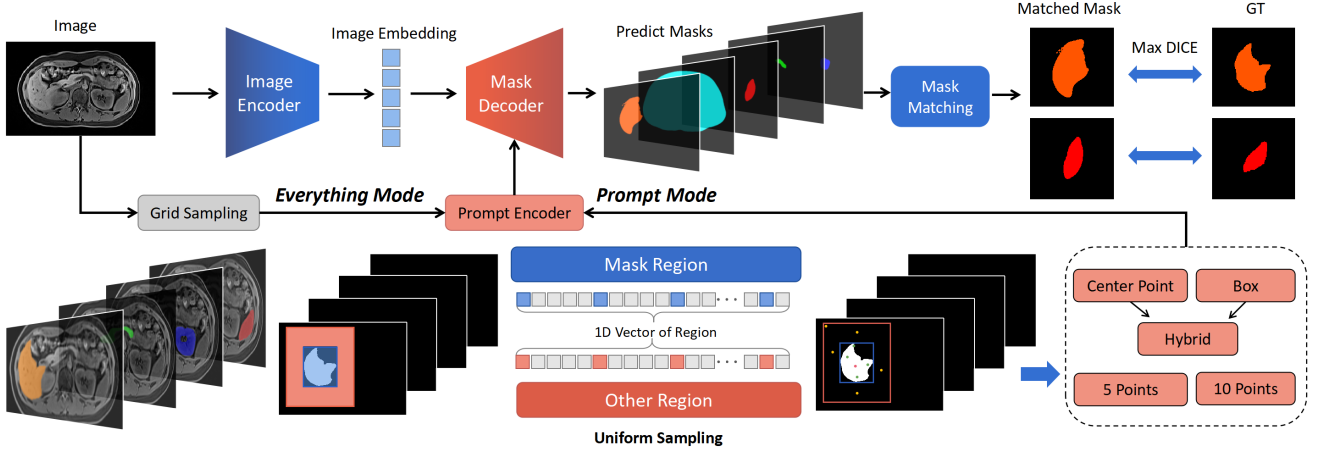 Image
Image
Encoder
Image Embedding
Mask
Decoder
Predict Masks
Mask
Matching
Matched Mask
Max DICE
GT
Grid Sampling
Everything Mode
Prompt Encoder
Prompt Mode
Mask Region
1D Vector of Region
Other Region
Uniform Sampling
Center Point
Box
Hybrid
5 Points
10 Points